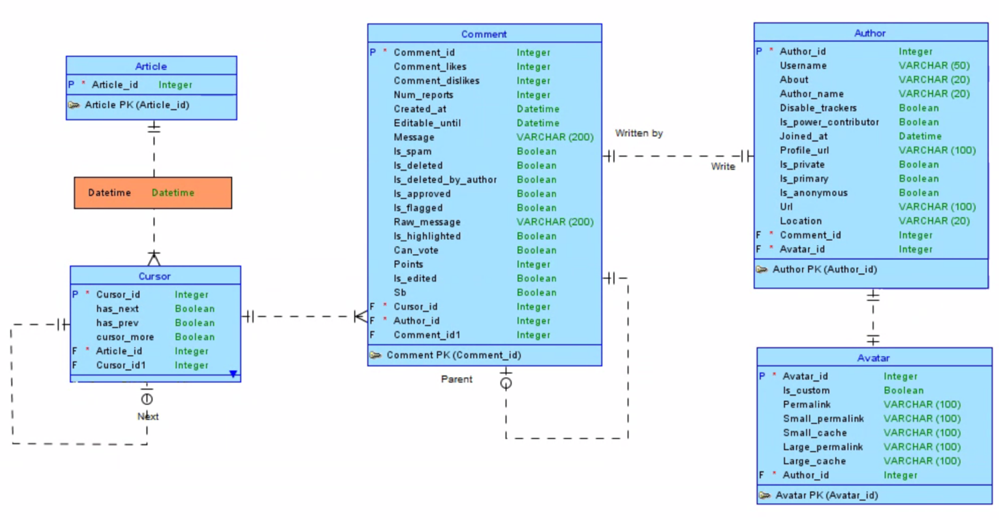 Article
P * Article_id Integer
Article PK (Article_id)
Datetime Datetime
Cursor
P * Cursor_id Integer
has_next Boolean
has_prev Boolean
cursor_more Boolean
F * Article_id Integer
F Cursor_id1 Integer
Next
Comment
P * Comment_id Integer
Comment_likes Integer
Comment_dislikes Integer
Num_reports Integer
Created_at Datetime
Editable_until Datetime
Message VARCHAR (200)
Is_spam Boolean
Is_deleted Boolean
Is_deleted_by_author Boolean
Is_approved Boolean
Is_flagged Boolean
Raw_message VARCHAR (200)
Is_highlighted Boolean
Can_vote Boolean
Points Integer
Is_edited Boolean
Sb Boolean
F * Cursor_id Integer
F * Author_id Integer
F Comment_id1 Integer
Comment PK (Comment_id)
Parent
Written by
Write
Author
P * Author_id Integer
Username VARCHAR (50)
About VARCHAR (20)
Author_name VARCHAR (20)
Disable_trackers Boolean
Is_power_contributor Boolean
Joined_at Datetime
Profile_url VARCHAR (100)
Is_private Boolean
Is_primary Boolean
Is_anonymous Boolean
Url VARCHAR (100)
Location VARCHAR (20)
F * Comment_id Integer
F * Avatar_id Integer
Author PK (Author_id)
Avatar
P * Avatar_id Integer
Is_custom Boolean
Permalink VARCHAR (100)
Small_permalink VARCHAR (100)
Small_cache VARCHAR (100)
Large_permalink VARCHAR (100)
Large_cache VARCHAR (100)
F * Author_id Integer
Avatar PK (Avatar_id)